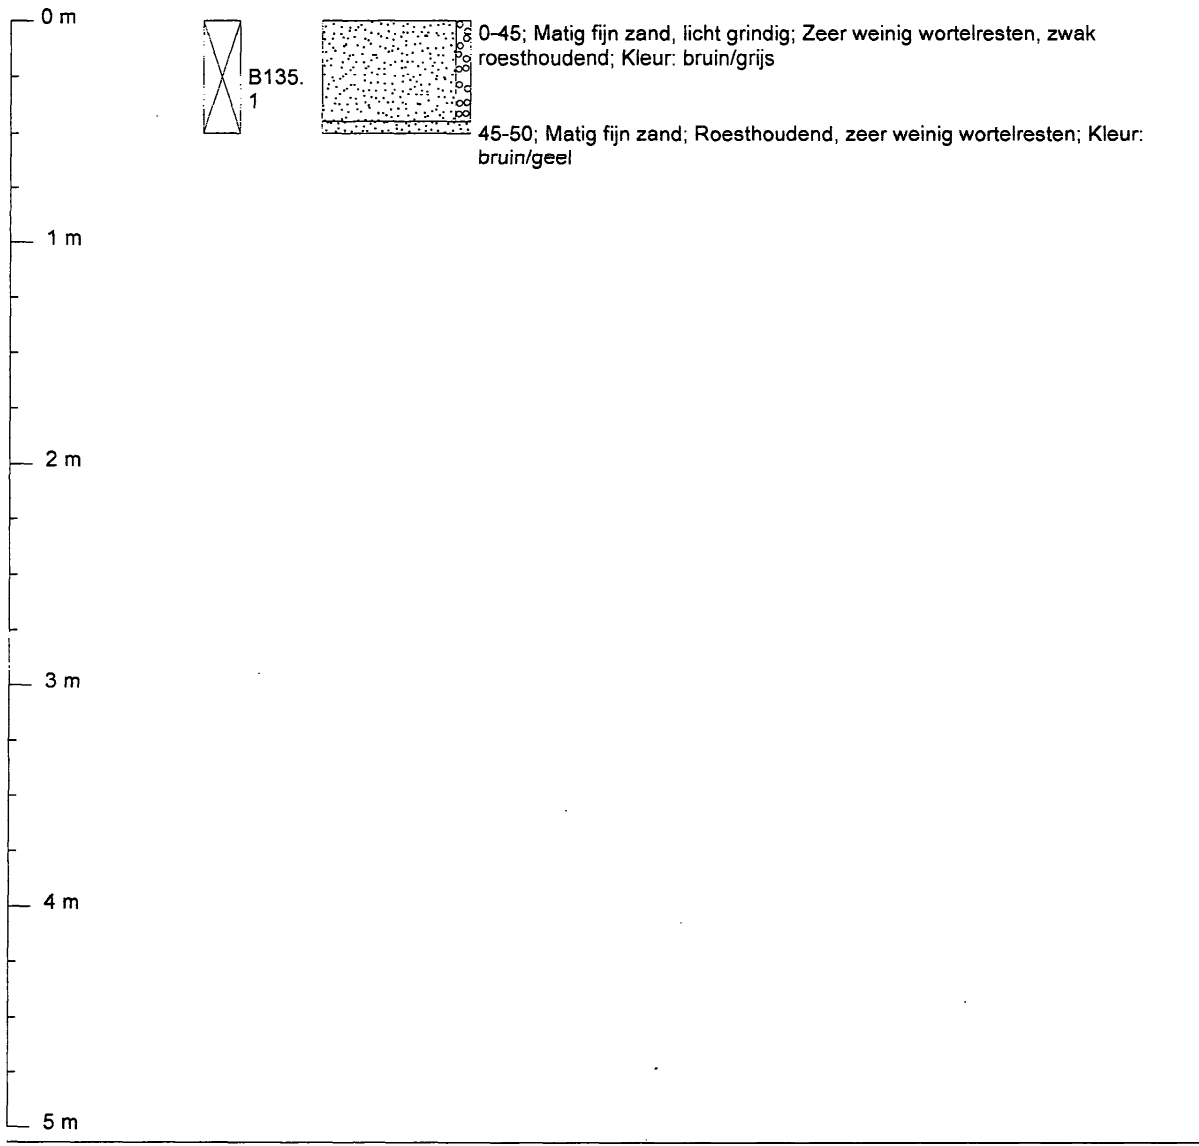 0 m
0-45; Matig fijn zand, licht grindig; Zeer weinig wortelresten, zwak
roesthoudend; Kleur: bruin/grijs
B135.
1
45-50; Matig fijn zand; Roesthoudend, zeer weinig wortelresten; Kleur:
bruin/geel
1 m
2 m
3 m
4 m
5 m